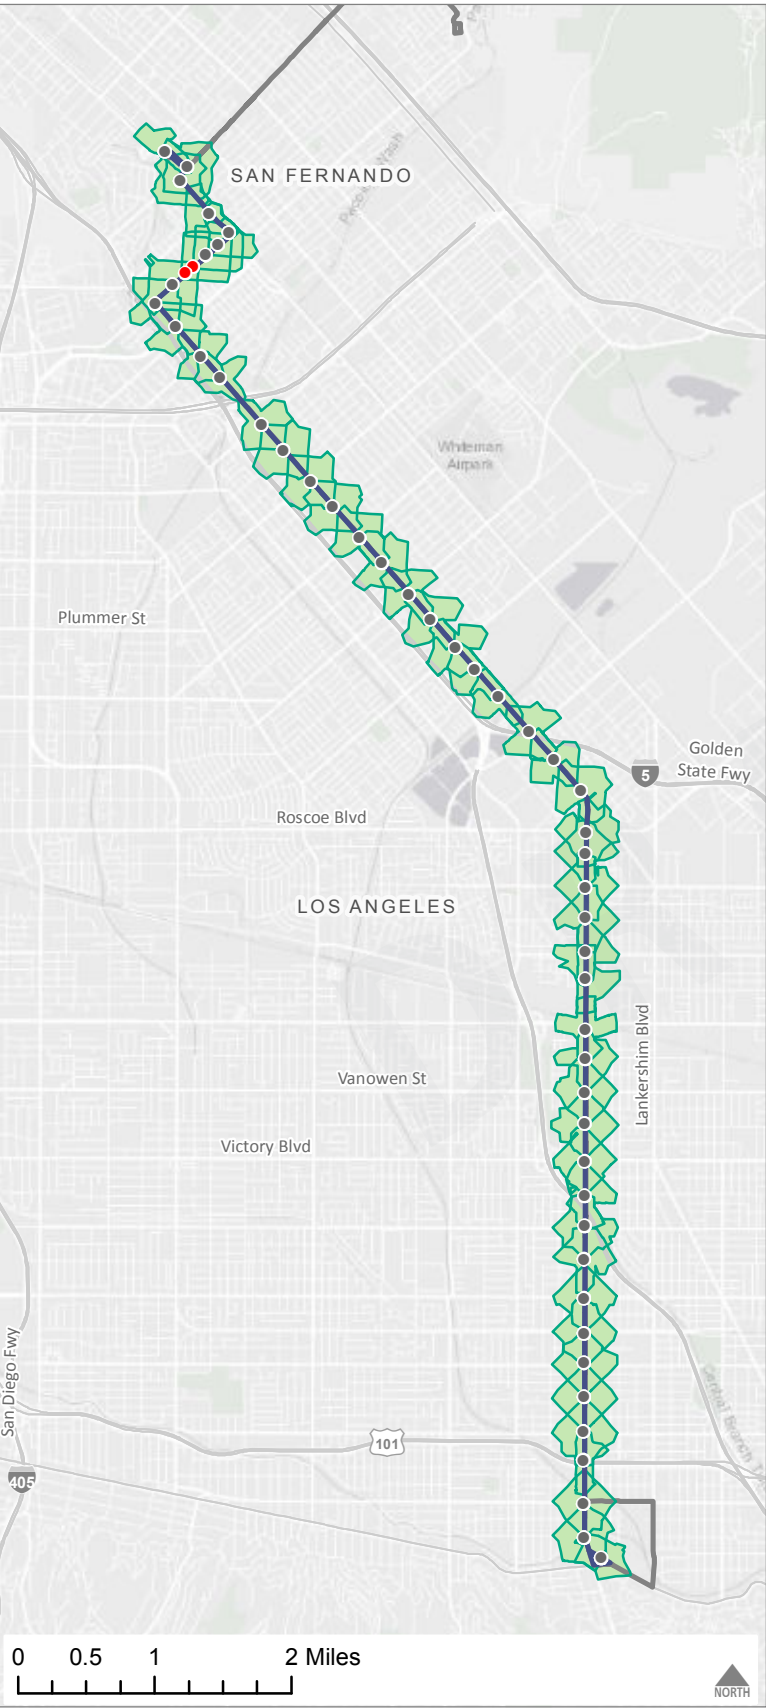 SAN FERNANDO
Whiteman
Airpark
Plummer St
Golden
State Fwy
5
Roscoe Blvd
LOS ANGELES
Lankershim Blvd
Vanowen St
Victory Blvd
San Diego Fwy
101
405
0 0.5 1 2 Miles
NORTH